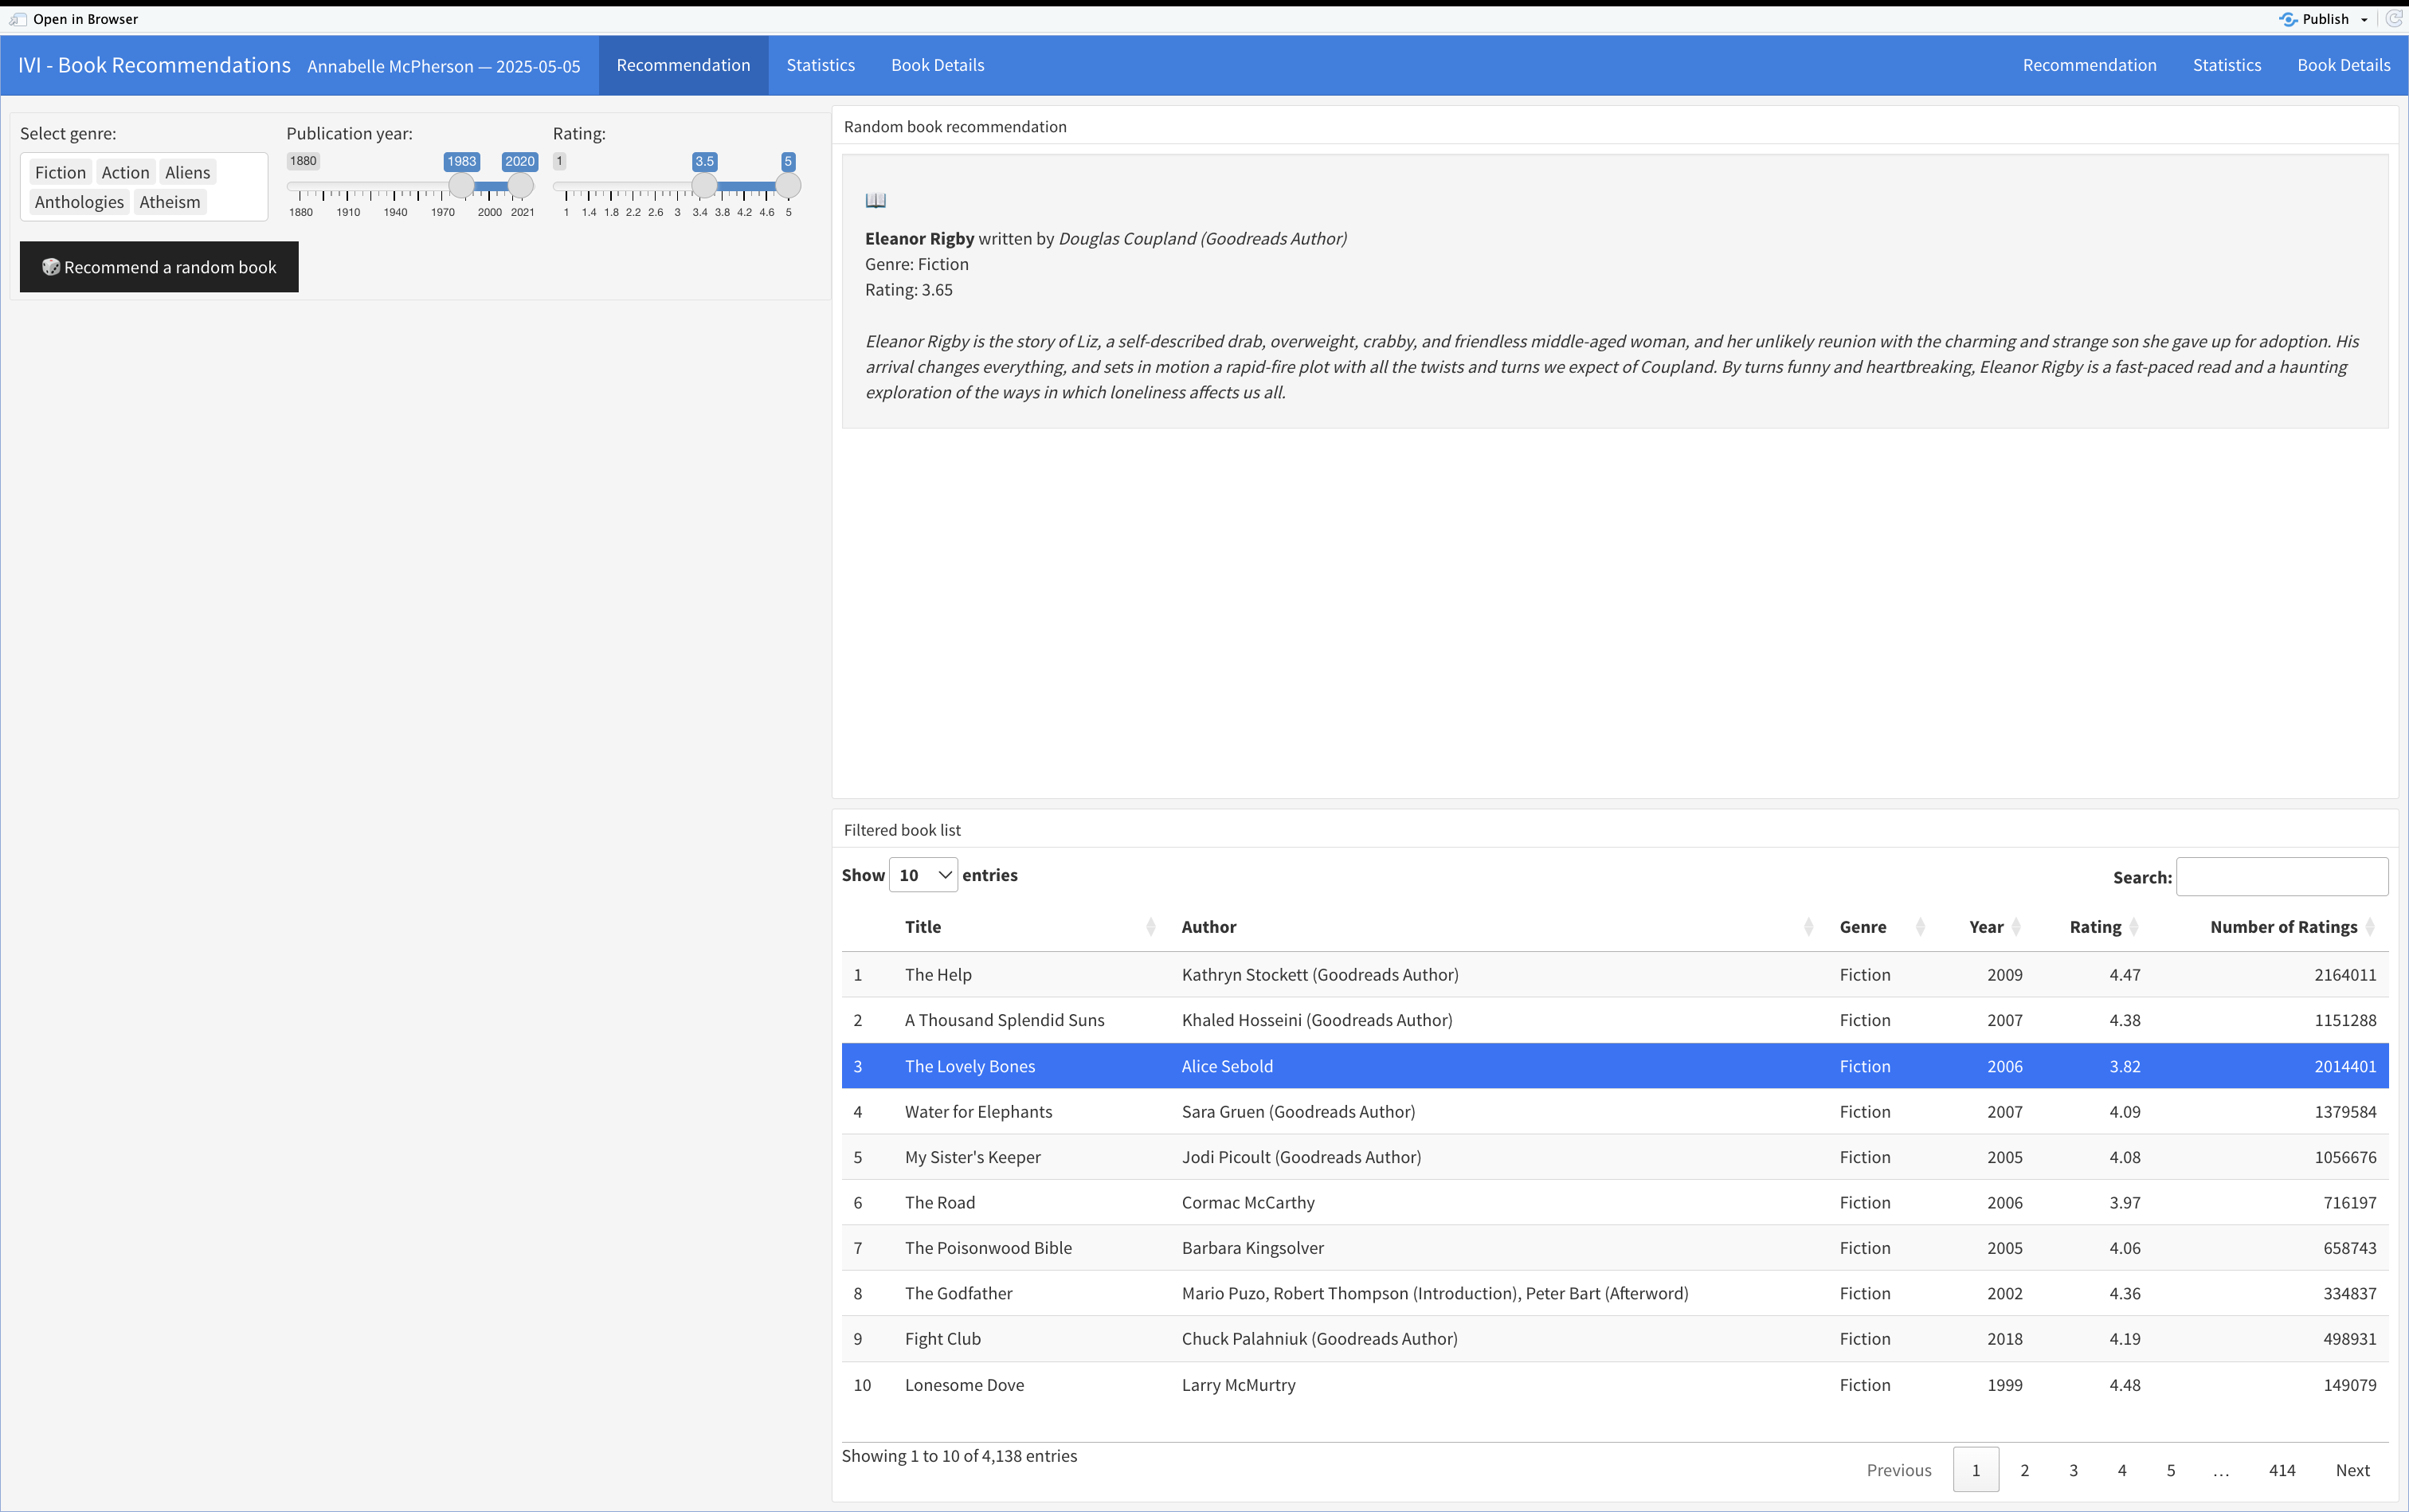 Open in Browser
Publish
IVI - Book Recommendations Annabelle McPherson — 2025-05-05 Recommendation Statistics Book Details Recommendation Statistics Book Details
Select genre:
Fiction Action Aliens
Anthologies Atheism
Publication year:
1880 1983 2020
1880 1910 1940 1970 2000 2021
Rating:
1 3.5 5
1 1.4 1.8 2.2 2.6 3 3.4 3.8 4.2 4.6 5
Recommend a random book
Random book recommendation
Eleanor Rigby written by Douglas Coupland (Goodreads Author)
Genre: Fiction
Rating: 3.65
Eleanor Rigby is the story of Liz, a self-described drab, overweight, crabby, and friendless middle-aged woman, and her unlikely reunion with the charming and strange son she gave up for adoption. His
arrival changes everything, and sets in motion a rapid-fire plot with all the twists and turns we expect of Coupland. By turns funny and heartbreaking, Eleanor Rigby is a fast-paced read and a haunting
exploration of the ways in which loneliness affects us all.
Filtered book list
Show 10 entries
Search:
Title Author Genre Year Rating Number of Ratings
1 The Help Kathryn Stockett (Goodreads Author) Fiction 2009 4.47 2164011
2 A Thousand Splendid Suns Khaled Hosseini (Goodreads Author) Fiction 2007 4.38 1151288
3 The Lovely Bones Alice Sebold Fiction 2006 3.82 2014401
4 Water for Elephants Sara Gruen (Goodreads Author) Fiction 2007 4.09 1379584
5 My Sister's Keeper Jodi Picoult (Goodreads Author) Fiction 2005 4.08 1056676
6 The Road Cormac McCarthy Fiction 2006 3.97 716197
7 The Poisonwood Bible Barbara Kingsolver Fiction 2005 4.06 658743
8 The Godfather Mario Puzo, Robert Thompson (Introduction), Peter Bart (Afterword) Fiction 2002 4.36 334837
9 Fight Club Chuck Palahniuk (Goodreads Author) Fiction 2018 4.19 498931
10 Lonesome Dove Larry McMurtry Fiction 1999 4.48 149079
Showing 1 to 10 of 4,138 entries
Previous 1 2 3 4 5 … 414 Next